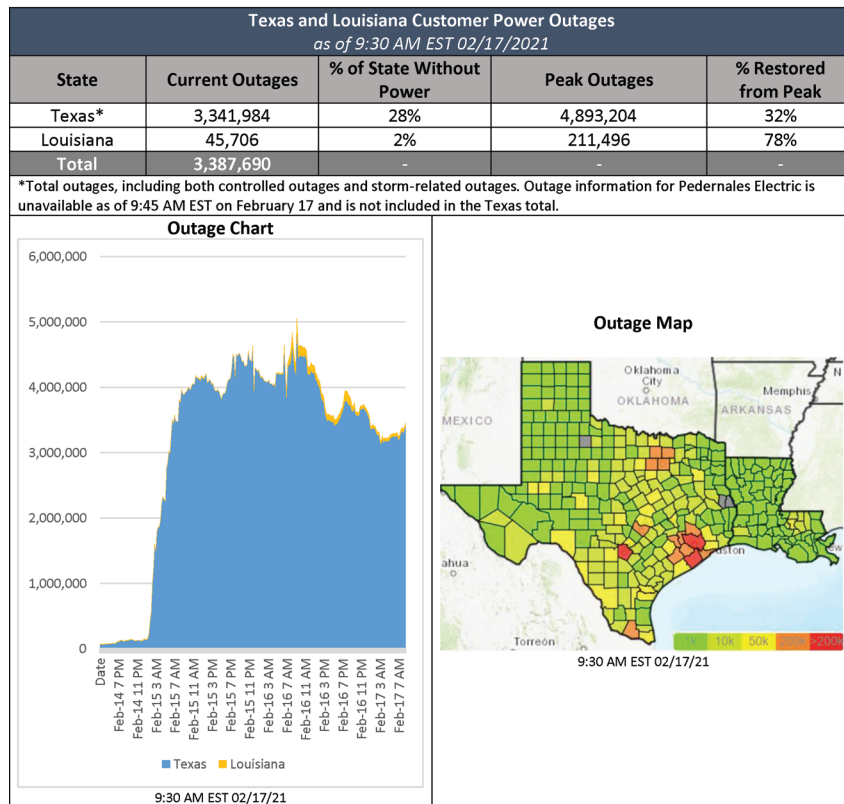 Texas and Louisiana Customer Power Outages
as of 9:30 AM EST 02/17/2021
State Current Outages % of State Without Power Peak Outages % Restored from Peak
Texas* 3,341,984 28% 4,893,204 32%
Louisiana 45,706 2% 211,496 78%
Total 3,387,690 - - -
*Total outages, including both controlled outages and storm-related outages. Outage information for Pedernales Electric is
unavailable as of 9:45 AM EST on February 17 and is not included in the Texas total.
Outage Chart
6,000,000
5,000,000
4,000,000
3,000,000
2,000,000
1,000,000
0
Date
Feb-14 7 PM
Feb-14 11 PM
Feb-15 3 AM
Feb-15 7 AM
Feb-15 11 AM
Feb-15 3 PM
Feb-15 7 PM
Feb-15 11 PM
Feb-16 3 AM
Feb-16 7 AM
Feb-16 11 AM
Feb-16 3 PM
Feb-16 7 PM
Feb-16 11 PM
Feb-17 3 AM
Feb-17 7 AM
Texas Louisiana
9:30 AM EST 02/17/21
Outage Map
Oklahoma
City
OKLAHOMA
Memphis
N
ARKANSAS
MEXICO
uston
ew
ahua
Torreón
1k 10k 50k 200k >200k
9:30 AM EST 02/17/21